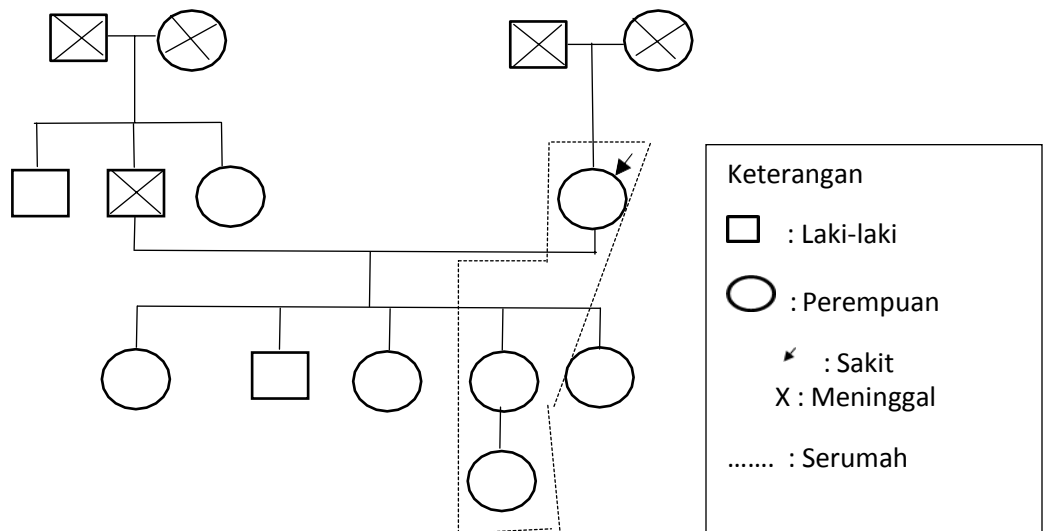 Keterangan
: Laki-laki
: Perempuan
: Sakit
X : Meninggal
....... : Serumah